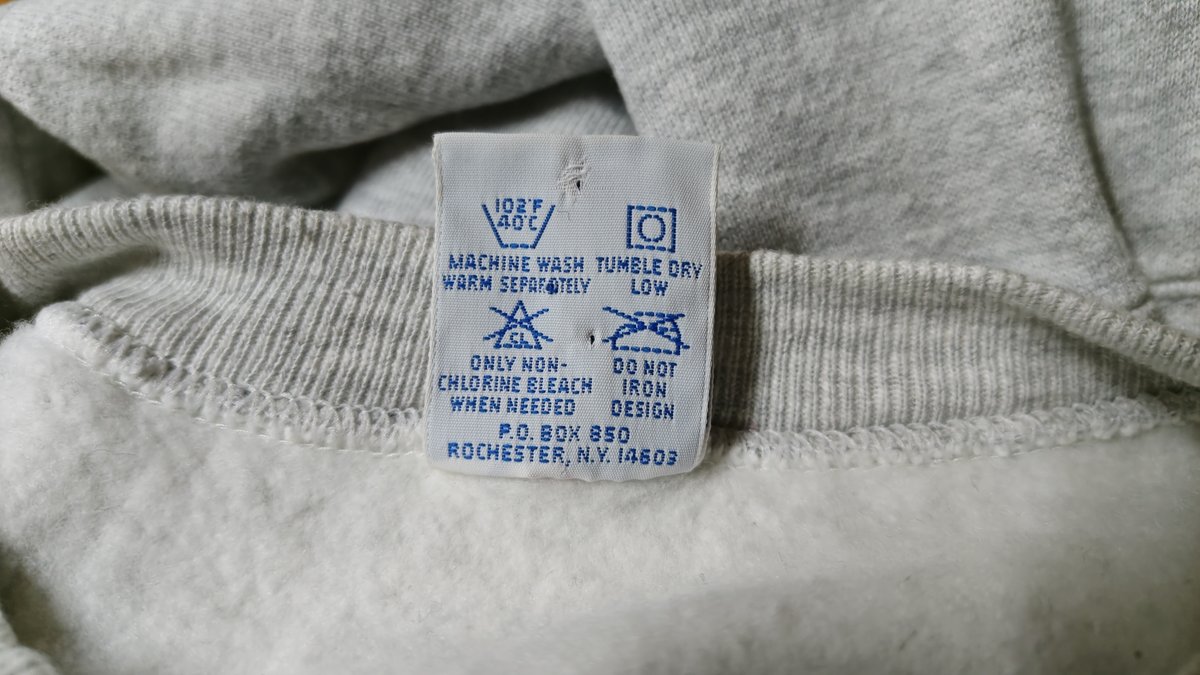 102°F
40°C
MACHINE WASH
WARM SEPARATELY
TUMBLE DRY
LOW
CL
ONLY NON-
CHLORINE BLEACH
WHEN NEEDED
DO NOT
IRON
DESIGN
P.O. BOX 850
ROCHESTER, N.Y. 14603